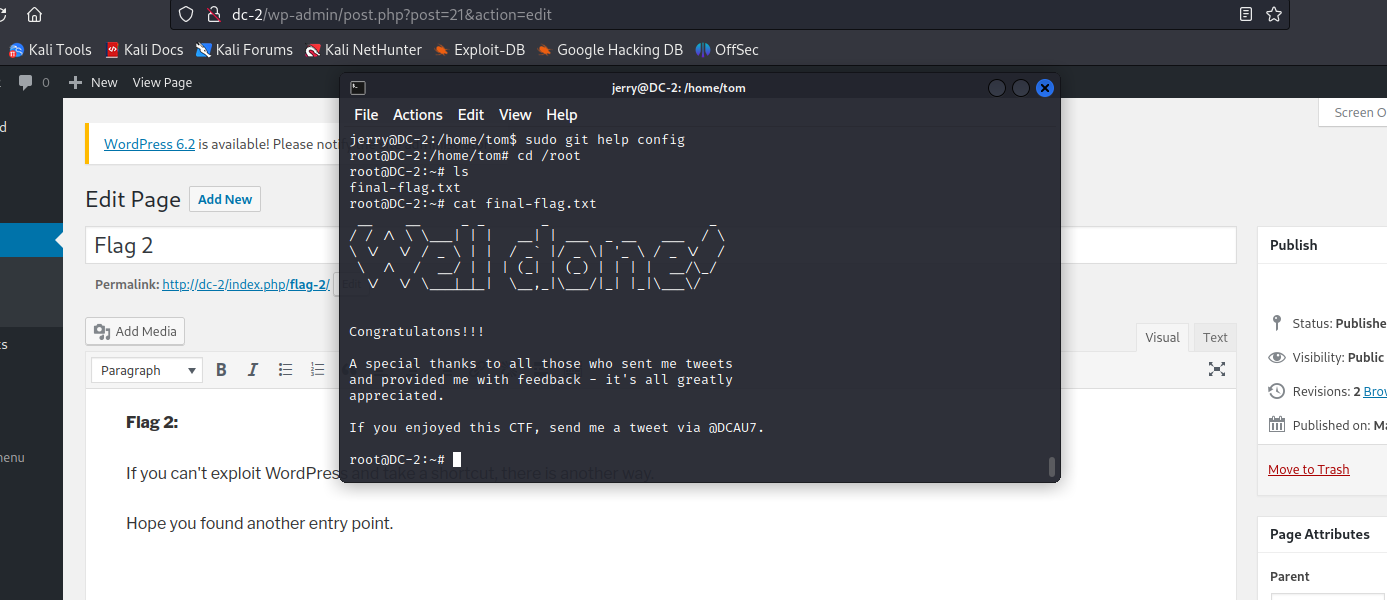 dc-2/wp-admin/post.php?post=21&action=edit
Kali Tools Kali Docs Kali Forums Kali NetHunter Exploit-DB Google Hacking DB OffSec
0 New View Page
jerry@DC-2: /home/tom
File Actions Edit View Help
jerry@DC-2:/home/tom$ sudo git help config
root@DC-2:/home/tom# cd /root
root@DC-2:~# ls
final-flag.txt
root@DC-2:~# cat final-flag.txt
Well done!
Congratulatons!!!
A special thanks to all those who sent me tweets
and provided me with feedback - it's all greatly
appreciated.
If you enjoyed this CTF, send me a tweet via @DCAU7.
root@DC-2:~#
Screen O
WordPress 6.2 is available! Please noti
Edit Page Add New
Flag 2
Permalink: http://dc-2/index.php/flag-2/
Add Media
Visual Text
Paragraph B I
Flag 2:
If you can't exploit WordPress and take a shortcut, there is another way.
Hope you found another entry point.
enu
Publish
Status: Publishe
Visibility: Public
Revisions: 2 Brov
Published on: Ma
Move to Trash
Page Attributes
Parent